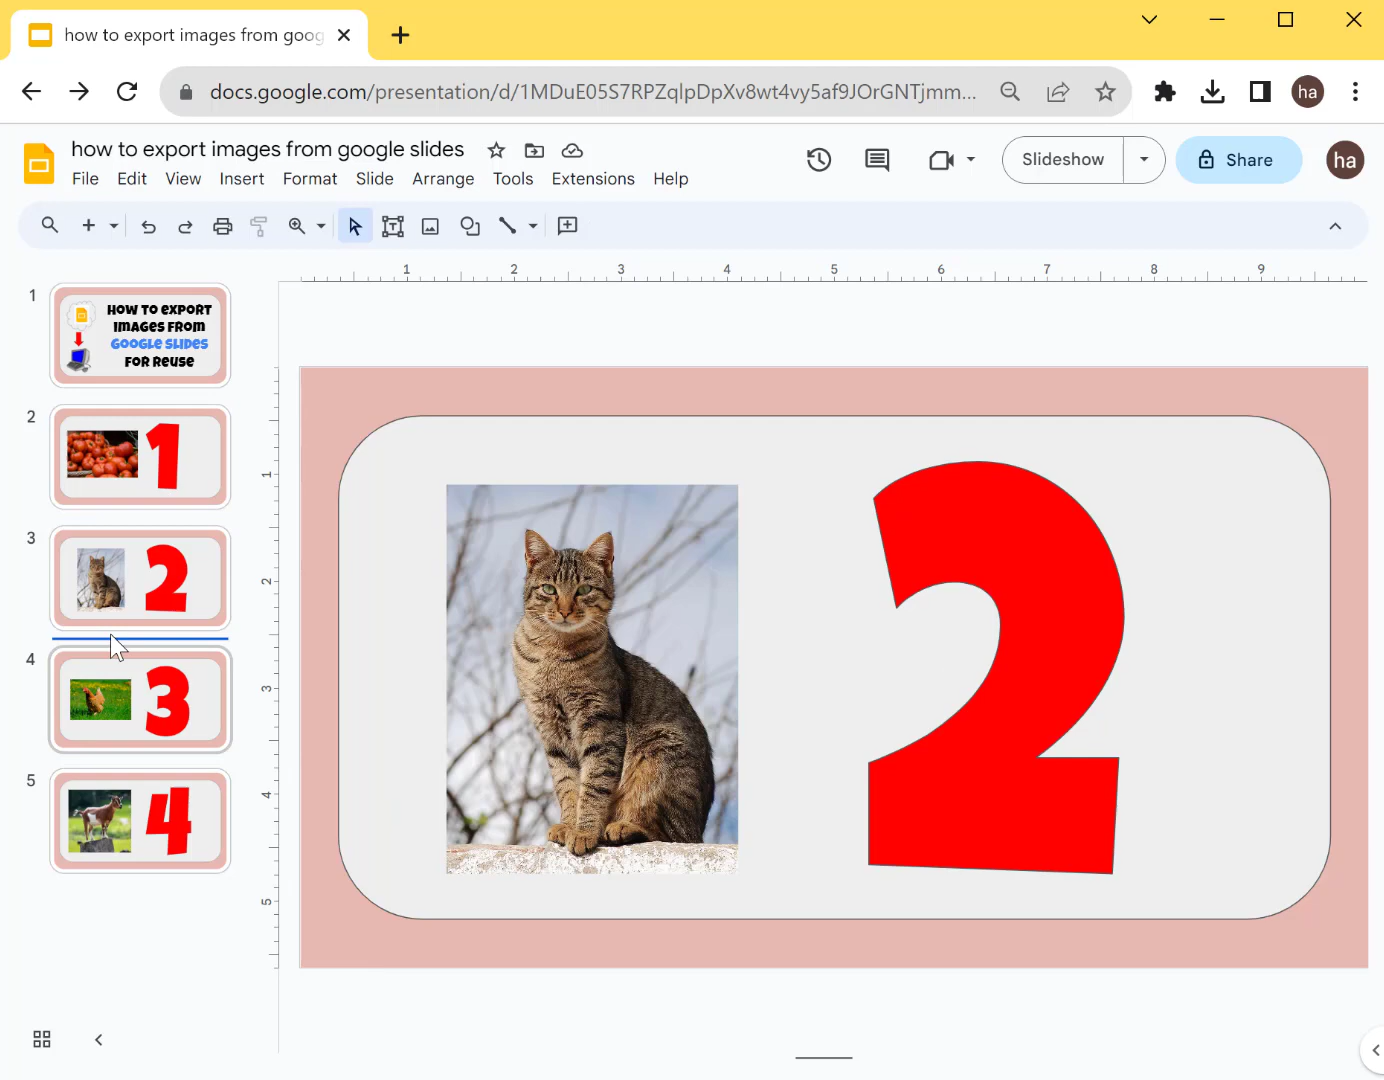 how to export images from goog
docs.google.com/presentation/d/1MDuE05S7RPZqlpDpXv8wt4vy5af9JOrGNTjmm...
ha
how to export images from google slides
Slideshow
Share
ha
File Edit View Insert Format Slide Arrange Tools Extensions Help
1 2 3 4 5 6 7 8 9
1
How to export
images from
Google Slides
for reuse
2
1
3
2
4
3
5
4
1
2
3
4
5
2